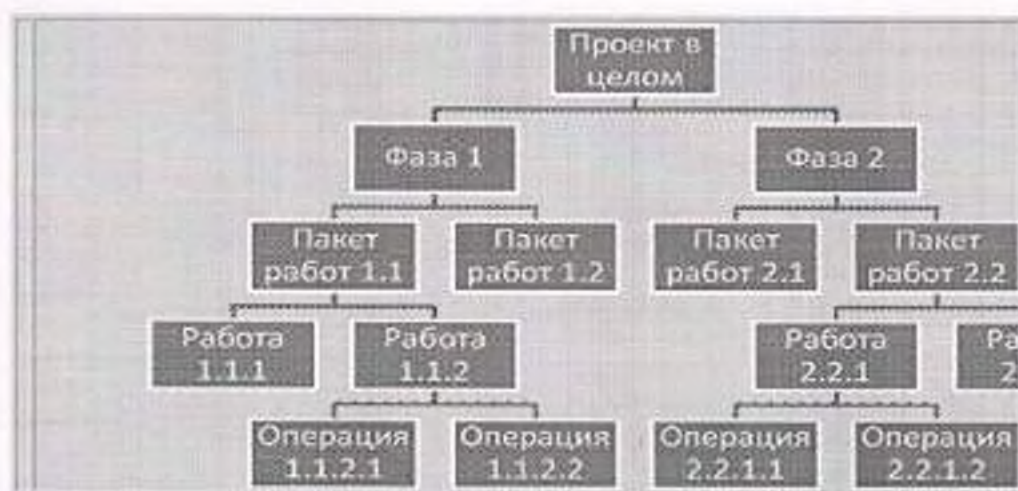 Проект в
целом
Фаза 1
Фаза 2
Пакет
работ 1.1
Пакет
работ 1.2
Пакет
работ 2.1
Пакет
работ 2.2
Работа
1.1.1
Работа
1.1.2
Работа
2.2.1
Ра
2
Операция
1.1.2.1
Операция
1.1.2.2
Операция
2.2.1.1
Операция
2.2.1.2